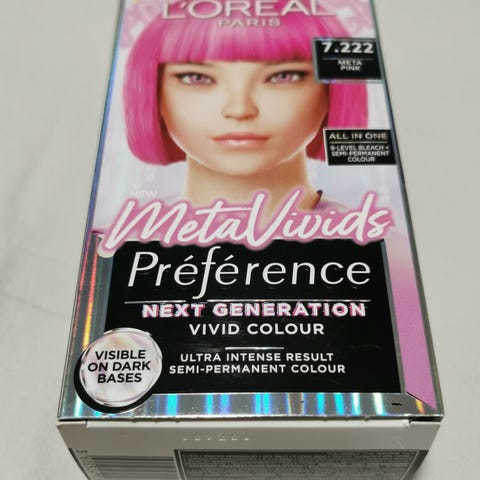 L'ORÉAL
PARIS
7.222
META
PINK
ALL IN ONE
9-LEVEL BLEACH +
SEMI-PERMANENT
COLOUR
NEW
MetaVivids
Préférence
NEXT GENERATION
VIVID COLOUR
VISIBLE
ON DARK
BASES
ULTRA INTENSE RESULT
SEMI-PERMANENT COLOUR